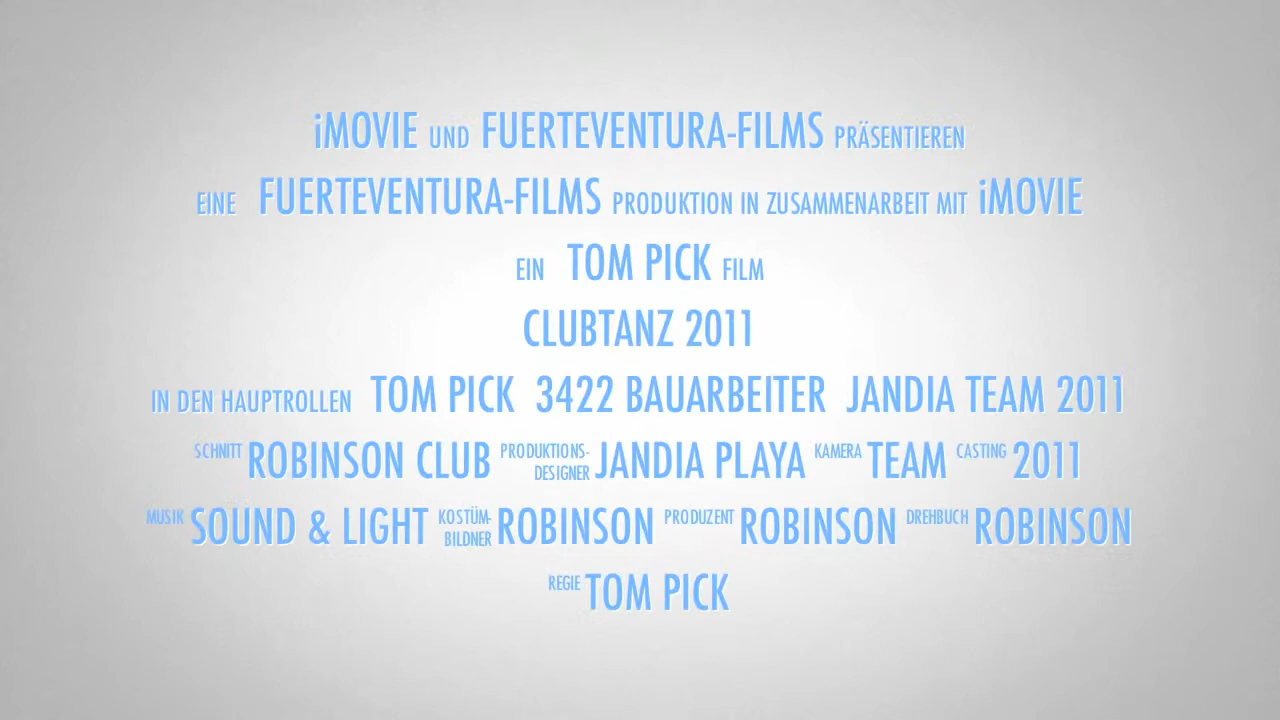 iMOVIE UND FUERTEVENTURA-FILMS PRÄSENTIEREN
EINE FUERTEVENTURA-FILMS PRODUKTION IN ZUSAMMENARBEIT MIT iMOVIE
EIN TOM PICK FILM
CLUBTANZ 2011
IN DEN HAUPTROLLEN TOM PICK 3422 BAUARBEITER JANDIA TEAM 2011
SCHNITT ROBINSON CLUB PRODUKTIONS-DESIGNER JANDIA PLAYA KAMERA TEAM CASTING 2011
MUSIK SOUND & LIGHT KOSTÜM-BILDNER ROBINSON PRODUZENT ROBINSON DREHBUCH ROBINSON
REGIE TOM PICK